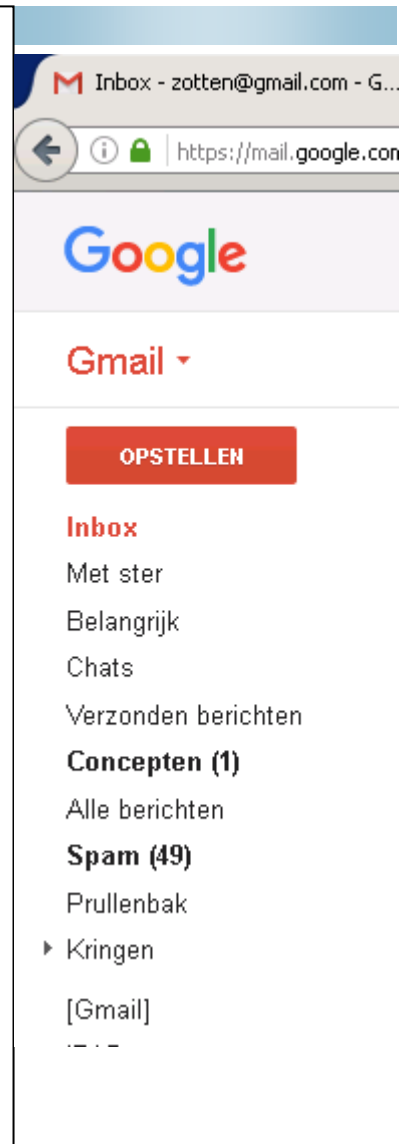 Inbox - zotten@gmail.com - G...
https://mail.google.com
Google
Gmail
OPSTELLEN
Inbox
Met ster
Belangrijk
Chats
Verzonden berichten
Concepten (1)
Alle berichten
Spam (49)
Prullenbak
Kringen
[Gmail]